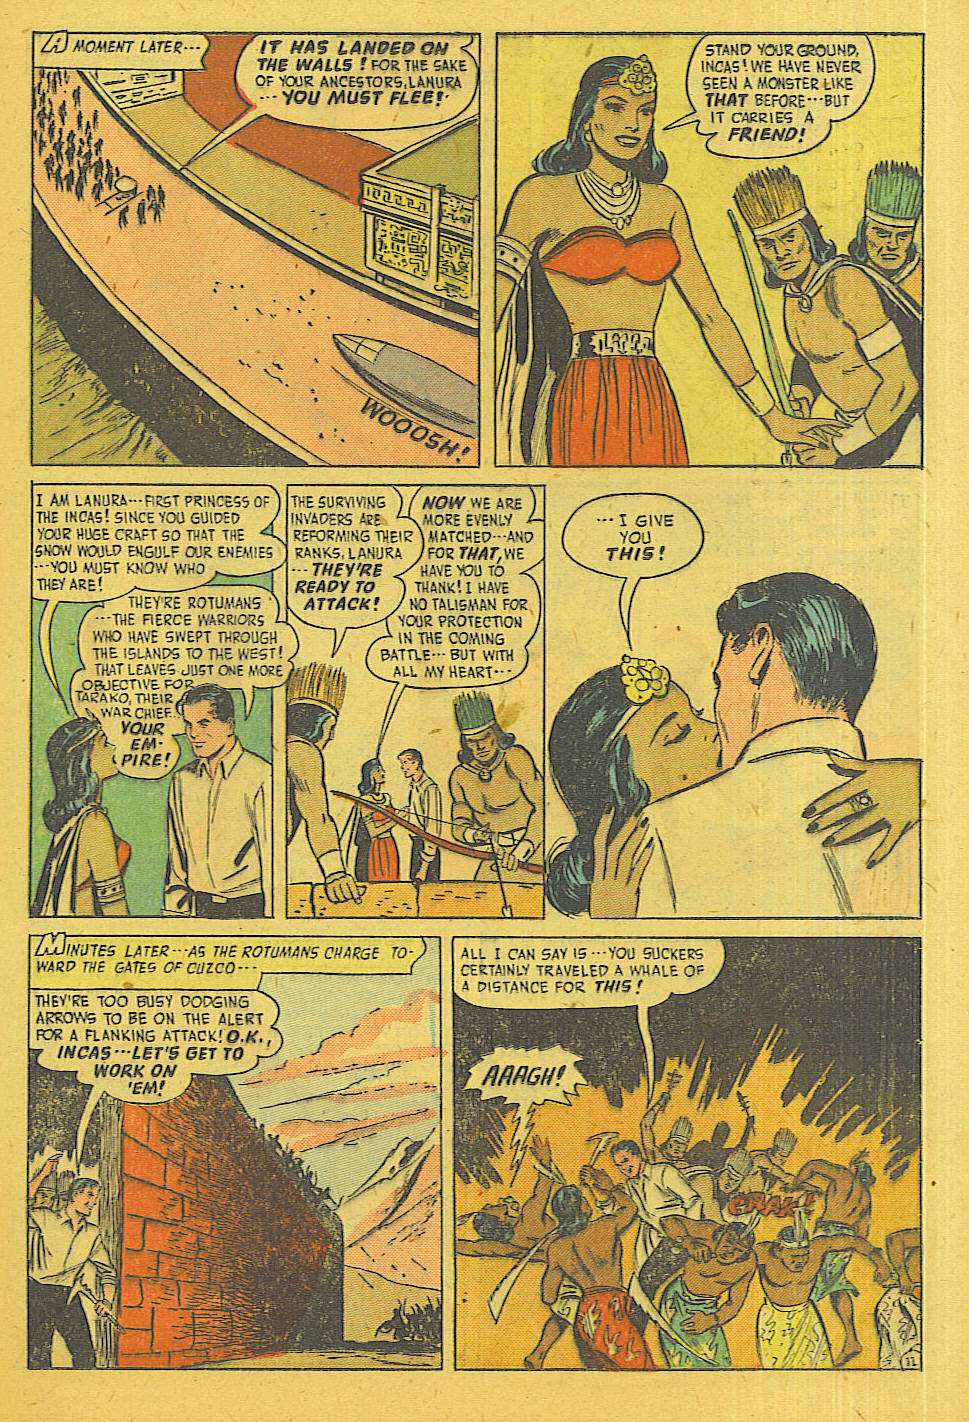 A MOMENT LATER---
IT HAS LANDED ON
THE WALLS! FOR THE SAKE
OF YOUR ANCESTORS, LANURA
--- YOU MUST FLEE!
WOOOSH!
STAND YOUR GROUND,
INCAS! WE HAVE NEVER
SEEN A MONSTER LIKE
THAT BEFORE---BUT
IT CARRIES A
FRIEND!
I AM LANURA---FIRST PRINCESS OF
THE INCAS! SINCE YOU GUIDED
YOUR HUGE CRAFT SO THAT THE
SNOW WOULD ENGULF OUR ENEMIES
---YOU MUST KNOW WHO
THEY ARE!
THEY'RE ROTUMANS
---THE FIERCE WARRIORS
WHO HAVE SWEPT THROUGH
THE ISLANDS TO THE WEST!
THAT LEAVES JUST ONE MORE
OBJECTIVE FOR
TARAKO, THEIR
WAR CHIEF..
YOUR
EM-
PIRE!
THE SURVIVING
INVADERS ARE
REFORMING THEIR
RANKS, LANURA
--- THEY'RE
READY TO
ATTACK!
NOW WE ARE
MORE EVENLY
MATCHED---AND
FOR THAT, WE
HAVE YOU TO
THANK! I HAVE
NO TALISMAN FOR
YOUR PROTECTION
IN THE COMING
BATTLE--- BUT WITH
ALL MY HEART---
---I GIVE
YOU
THIS!
MINUTES LATER---AS THE ROTUMANS CHARGE TO-
WARD THE GATES OF CUZCO---
THEY'RE TOO BUSY DODGING
ARROWS TO BE ON THE ALERT
FOR A FLANKING ATTACK! O.K.,
INCAS---LET'S GET TO
WORK ON
'EM!
ALL I CAN SAY IS---YOU SUCKERS
CERTAINLY TRAVELED A WHALE OF
A DISTANCE FOR THIS!
AAAGH!
CRAK!
11